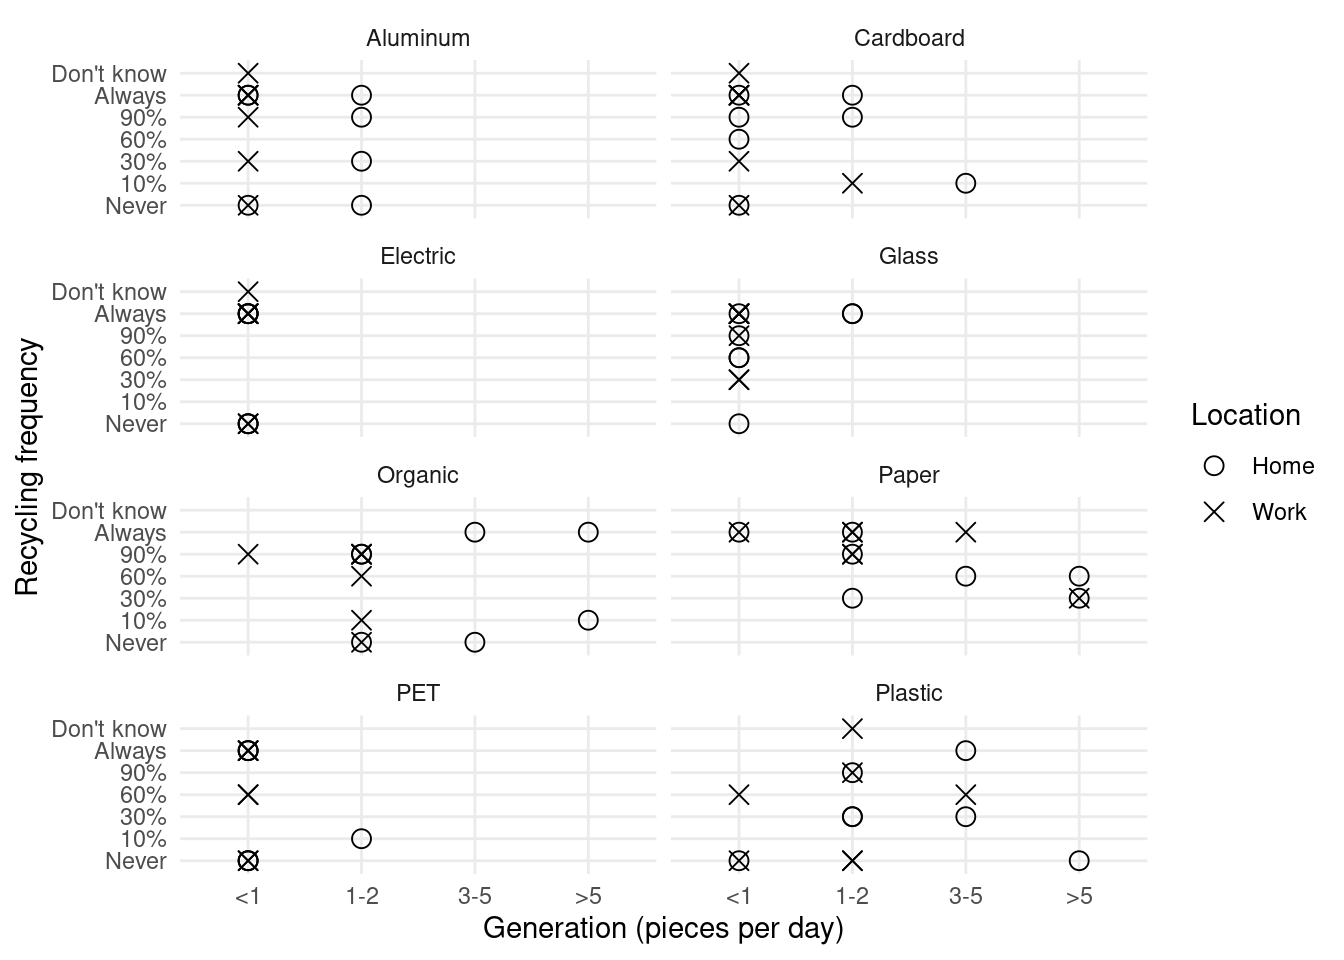 Aluminum
Cardboard
Don't know
Always
90%
60%
30%
10%
Never
Electric
Glass
Don't know
Always
90%
60%
30%
10%
Never
Organic
Paper
Don't know
Always
90%
60%
30%
10%
Never
PET
Plastic
Don't know
Always
90%
60%
30%
10%
Never
<1 1-2 3-5 >5 <1 1-2 3-5 >5
Generation (pieces per day)
Recycling frequency
Location
Home
Work